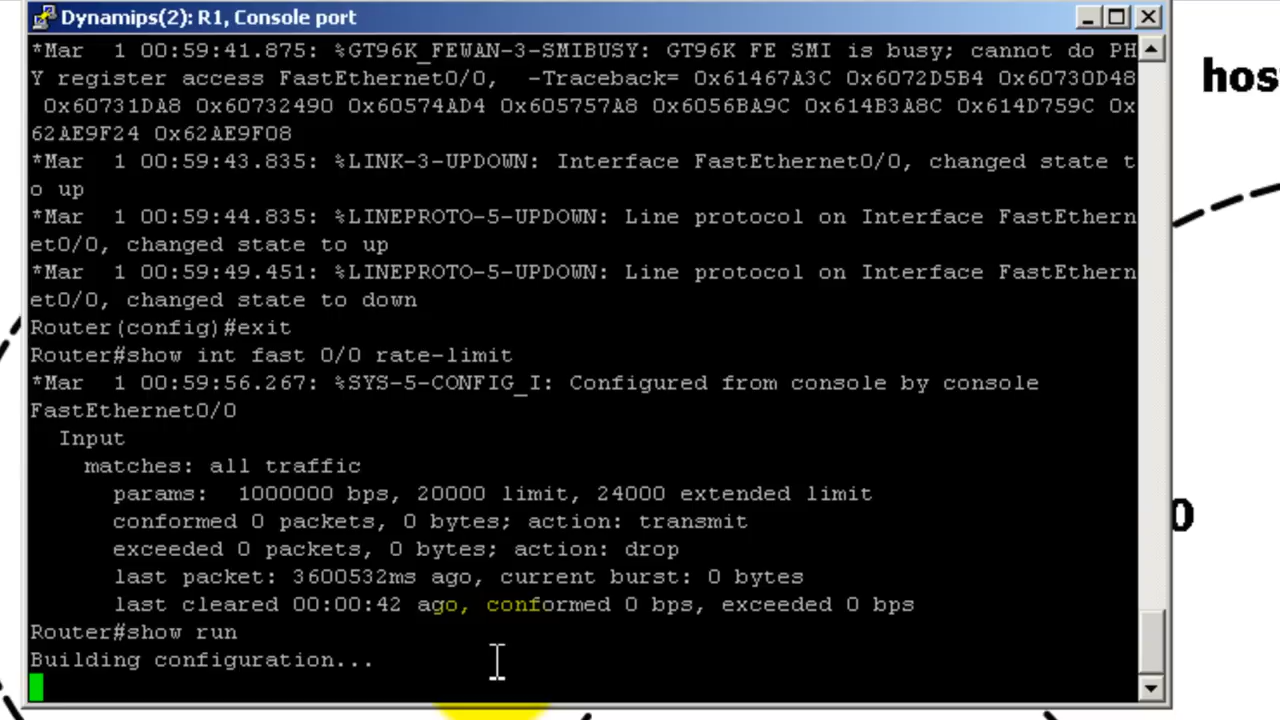 Dynamips(2): R1, Console port
*Mar  1 00:59:41.875: %GT96K_FEWAN-3-SMIBUSY: GT96K FE SMI is busy; cannot do PH
Y register access FastEthernet0/0,  -Traceback= 0x61467A3C 0x6072D5B4 0x60730D48
 0x60731DA8 0x60732490 0x60574AD4 0x605757A8 0x6056BA9C 0x614B3A8C 0x614D759C 0x
62AE9F24 0x62AE9F08
*Mar  1 00:59:43.835: %LINK-3-UPDOWN: Interface FastEthernet0/0, changed state t
o up
*Mar  1 00:59:44.835: %LINEPROTO-5-UPDOWN: Line protocol on Interface FastEthern
et0/0, changed state to up
*Mar  1 00:59:49.451: %LINEPROTO-5-UPDOWN: Line protocol on Interface FastEthern
et0/0, changed state to down
Router(config)#exit
Router#show int fast 0/0 rate-limit
*Mar  1 00:59:56.267: %SYS-5-CONFIG_I: Configured from console by console
FastEthernet0/0
  Input
    matches: all traffic
      params:  1000000 bps, 20000 limit, 24000 extended limit
      conformed 0 packets, 0 bytes; action: transmit
      exceeded 0 packets, 0 bytes; action: drop
      last packet: 3600532ms ago, current burst: 0 bytes
      last cleared 00:00:42 ago, conformed 0 bps, exceeded 0 bps
Router#show run
Building configuration...
hos
0